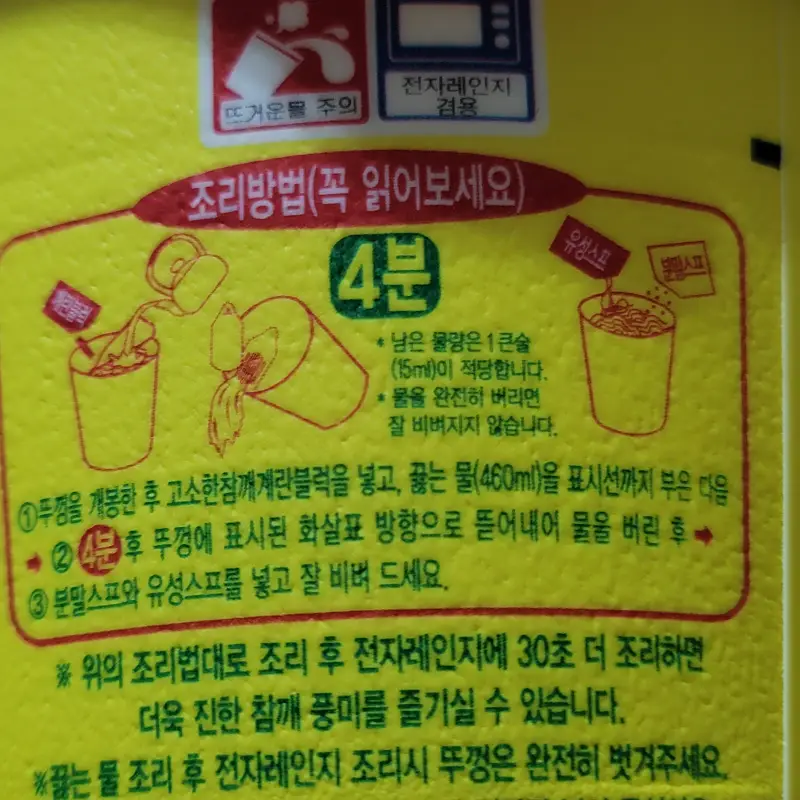 뜨거운물 주의
전자레인지
겸용
조리방법(꼭 읽어보세요)
4분
계란블럭
유성스프
분말스프
* 남은 물량은 1큰술
(15ml)이 적당합니다.
* 물을 완전히 버리면
잘 비벼지지 않습니다.
①뚜껑을 개봉한 후 고소한참깨계란블럭을 넣고, 끓는 물(460ml)을 표시선까지 부은 다음
➡ ② 4분 후 뚜껑에 표시된 화살표 방향으로 뜯어내어 물을 버린 후 ➡
③ 분말스프와 유성스프를 넣고 잘 비벼 드세요.
※ 위의 조리법대로 조리 후 전자레인지에 30초 더 조리하면
더욱 진한 참깨 풍미를 즐기실 수 있습니다.
※끓는 물 조리 후 전자레인지 조리시 뚜껑은 완전히 벗겨주세요.